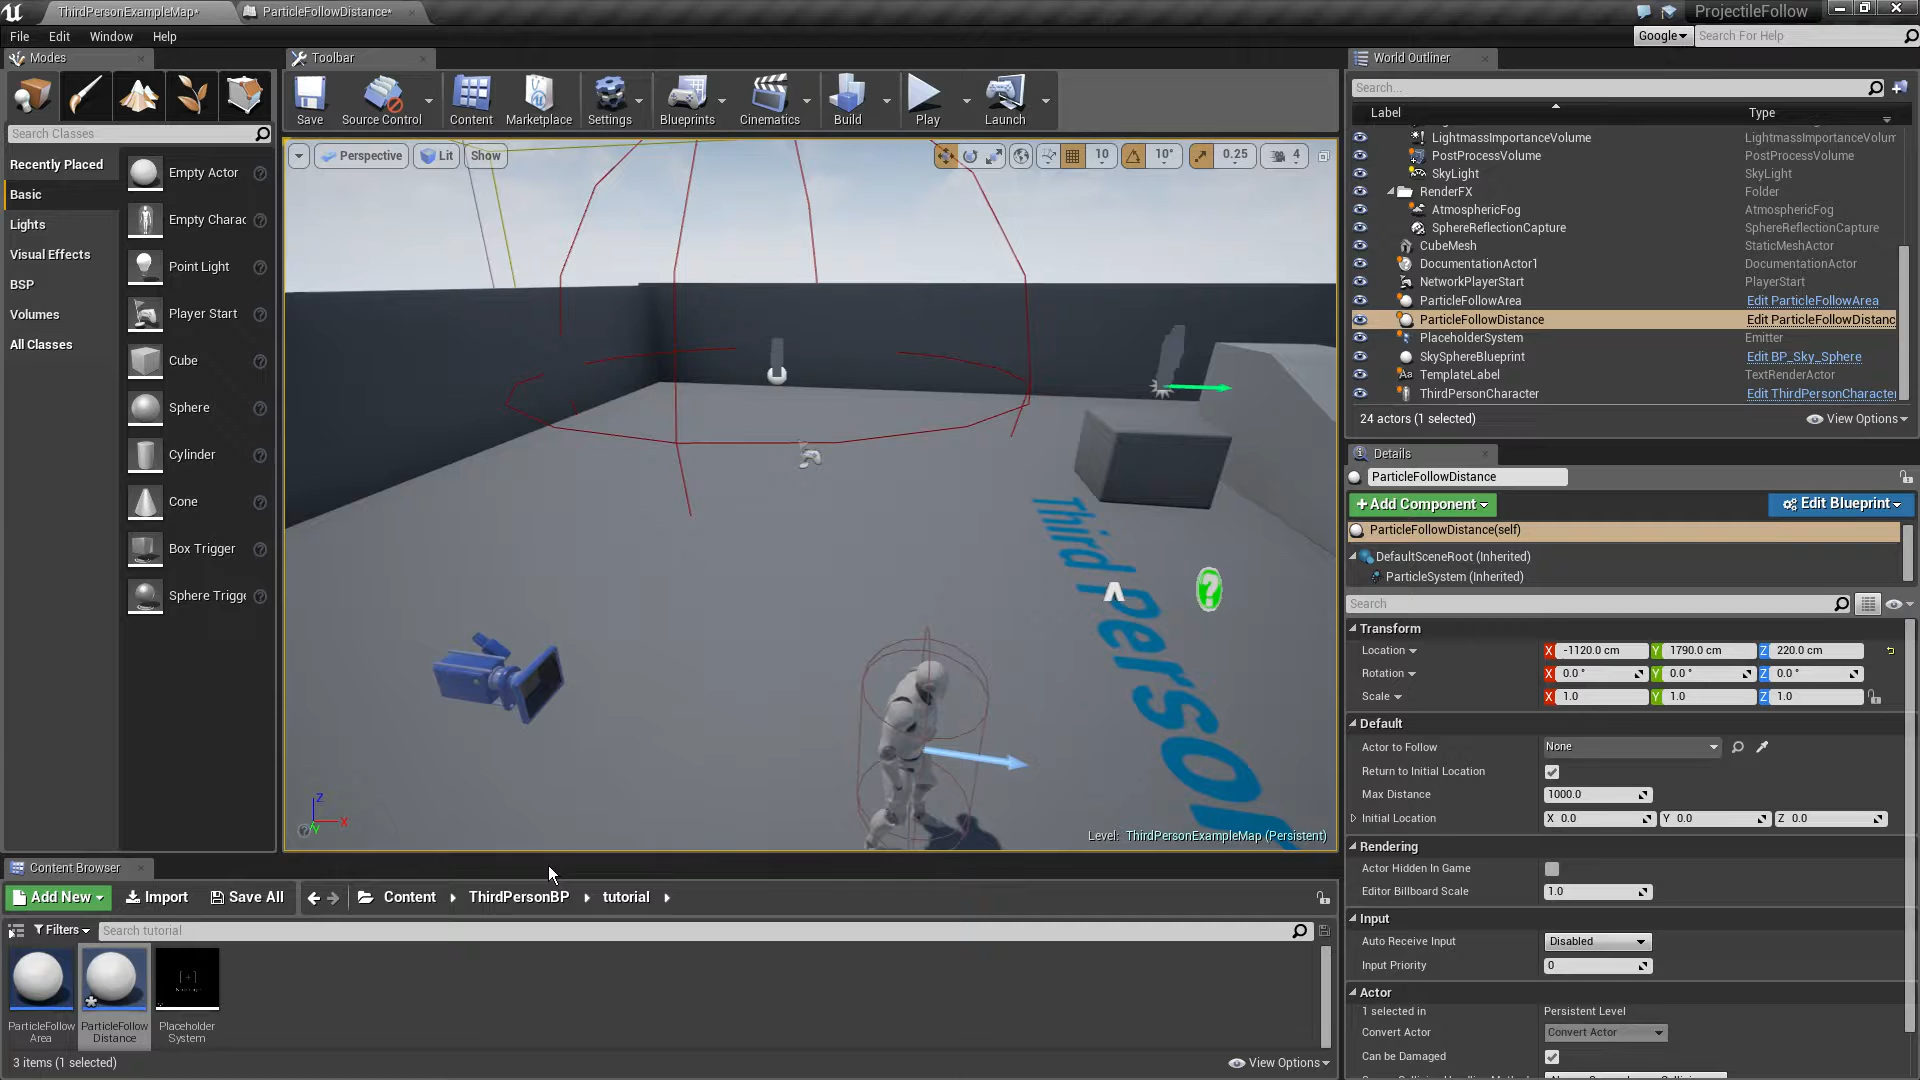 ThirdPersonExampleMap*
ParticleFollowDistance*
ProjectileFollow
File
Edit
Window
Help
Google
Search For Help
Modes
Toolbar
World Outliner
Save
Source Control
Content
Marketplace
Settings
Blueprints
Cinematics
Build
Play
Launch
Search Classes
Recently Placed
Basic
Lights
Visual Effects
BSP
Volumes
All Classes
Empty Actor
Empty Charac
Point Light
Player Start
Cube
Sphere
Cylinder
Cone
Box Trigger
Sphere Trigge
Perspective
Lit
Show
10
10°
0.25
4
Third Person
Z
X
Y
Level: ThirdPersonExampleMap (Persistent)
Search...
Label
Type
LightmassImportanceVolume
LightmassImportanceVolum
PostProcessVolume
PostProcessVolume
SkyLight
SkyLight
RenderFX
Folder
AtmosphericFog
AtmosphericFog
SphereReflectionCapture
SphereReflectionCapture
CubeMesh
StaticMeshActor
DocumentationActor1
DocumentationActor
NetworkPlayerStart
PlayerStart
ParticleFollowArea
Edit ParticleFollowArea
ParticleFollowDistance
Edit ParticleFollowDistanc
PlaceholderSystem
Emitter
SkySphereBlueprint
Edit BP_Sky_Sphere
TemplateLabel
TextRenderActor
ThirdPersonCharacter
Edit ThirdPersonCharacter
24 actors (1 selected)
View Options
Details
ParticleFollowDistance
+Add Component
Edit Blueprint
ParticleFollowDistance(self)
DefaultSceneRoot (Inherited)
ParticleSystem (Inherited)
Search
Transform
Location
X -1120.0 cm Y 1790.0 cm Z 220.0 cm
Rotation
X 0.0 ° Y 0.0 ° Z 0.0 °
Scale
X 1.0 Y 1.0 Z 1.0
Default
Actor to Follow
None
Return to Initial Location
Max Distance
1000.0
Initial Location
X 0.0 Y 0.0 Z 0.0
Rendering
Actor Hidden In Game
Editor Billboard Scale
1.0
Input
Auto Receive Input
Disabled
Input Priority
0
Actor
1 selected in
Persistent Level
Convert Actor
Convert Actor
Can be Damaged
Content Browser
Add New
Import
Save All
Content
ThirdPersonBP
tutorial
Filters
Search tutorial
ParticleFollow
Area
ParticleFollow
Distance
Placeholder
System
3 items (1 selected)
View Options